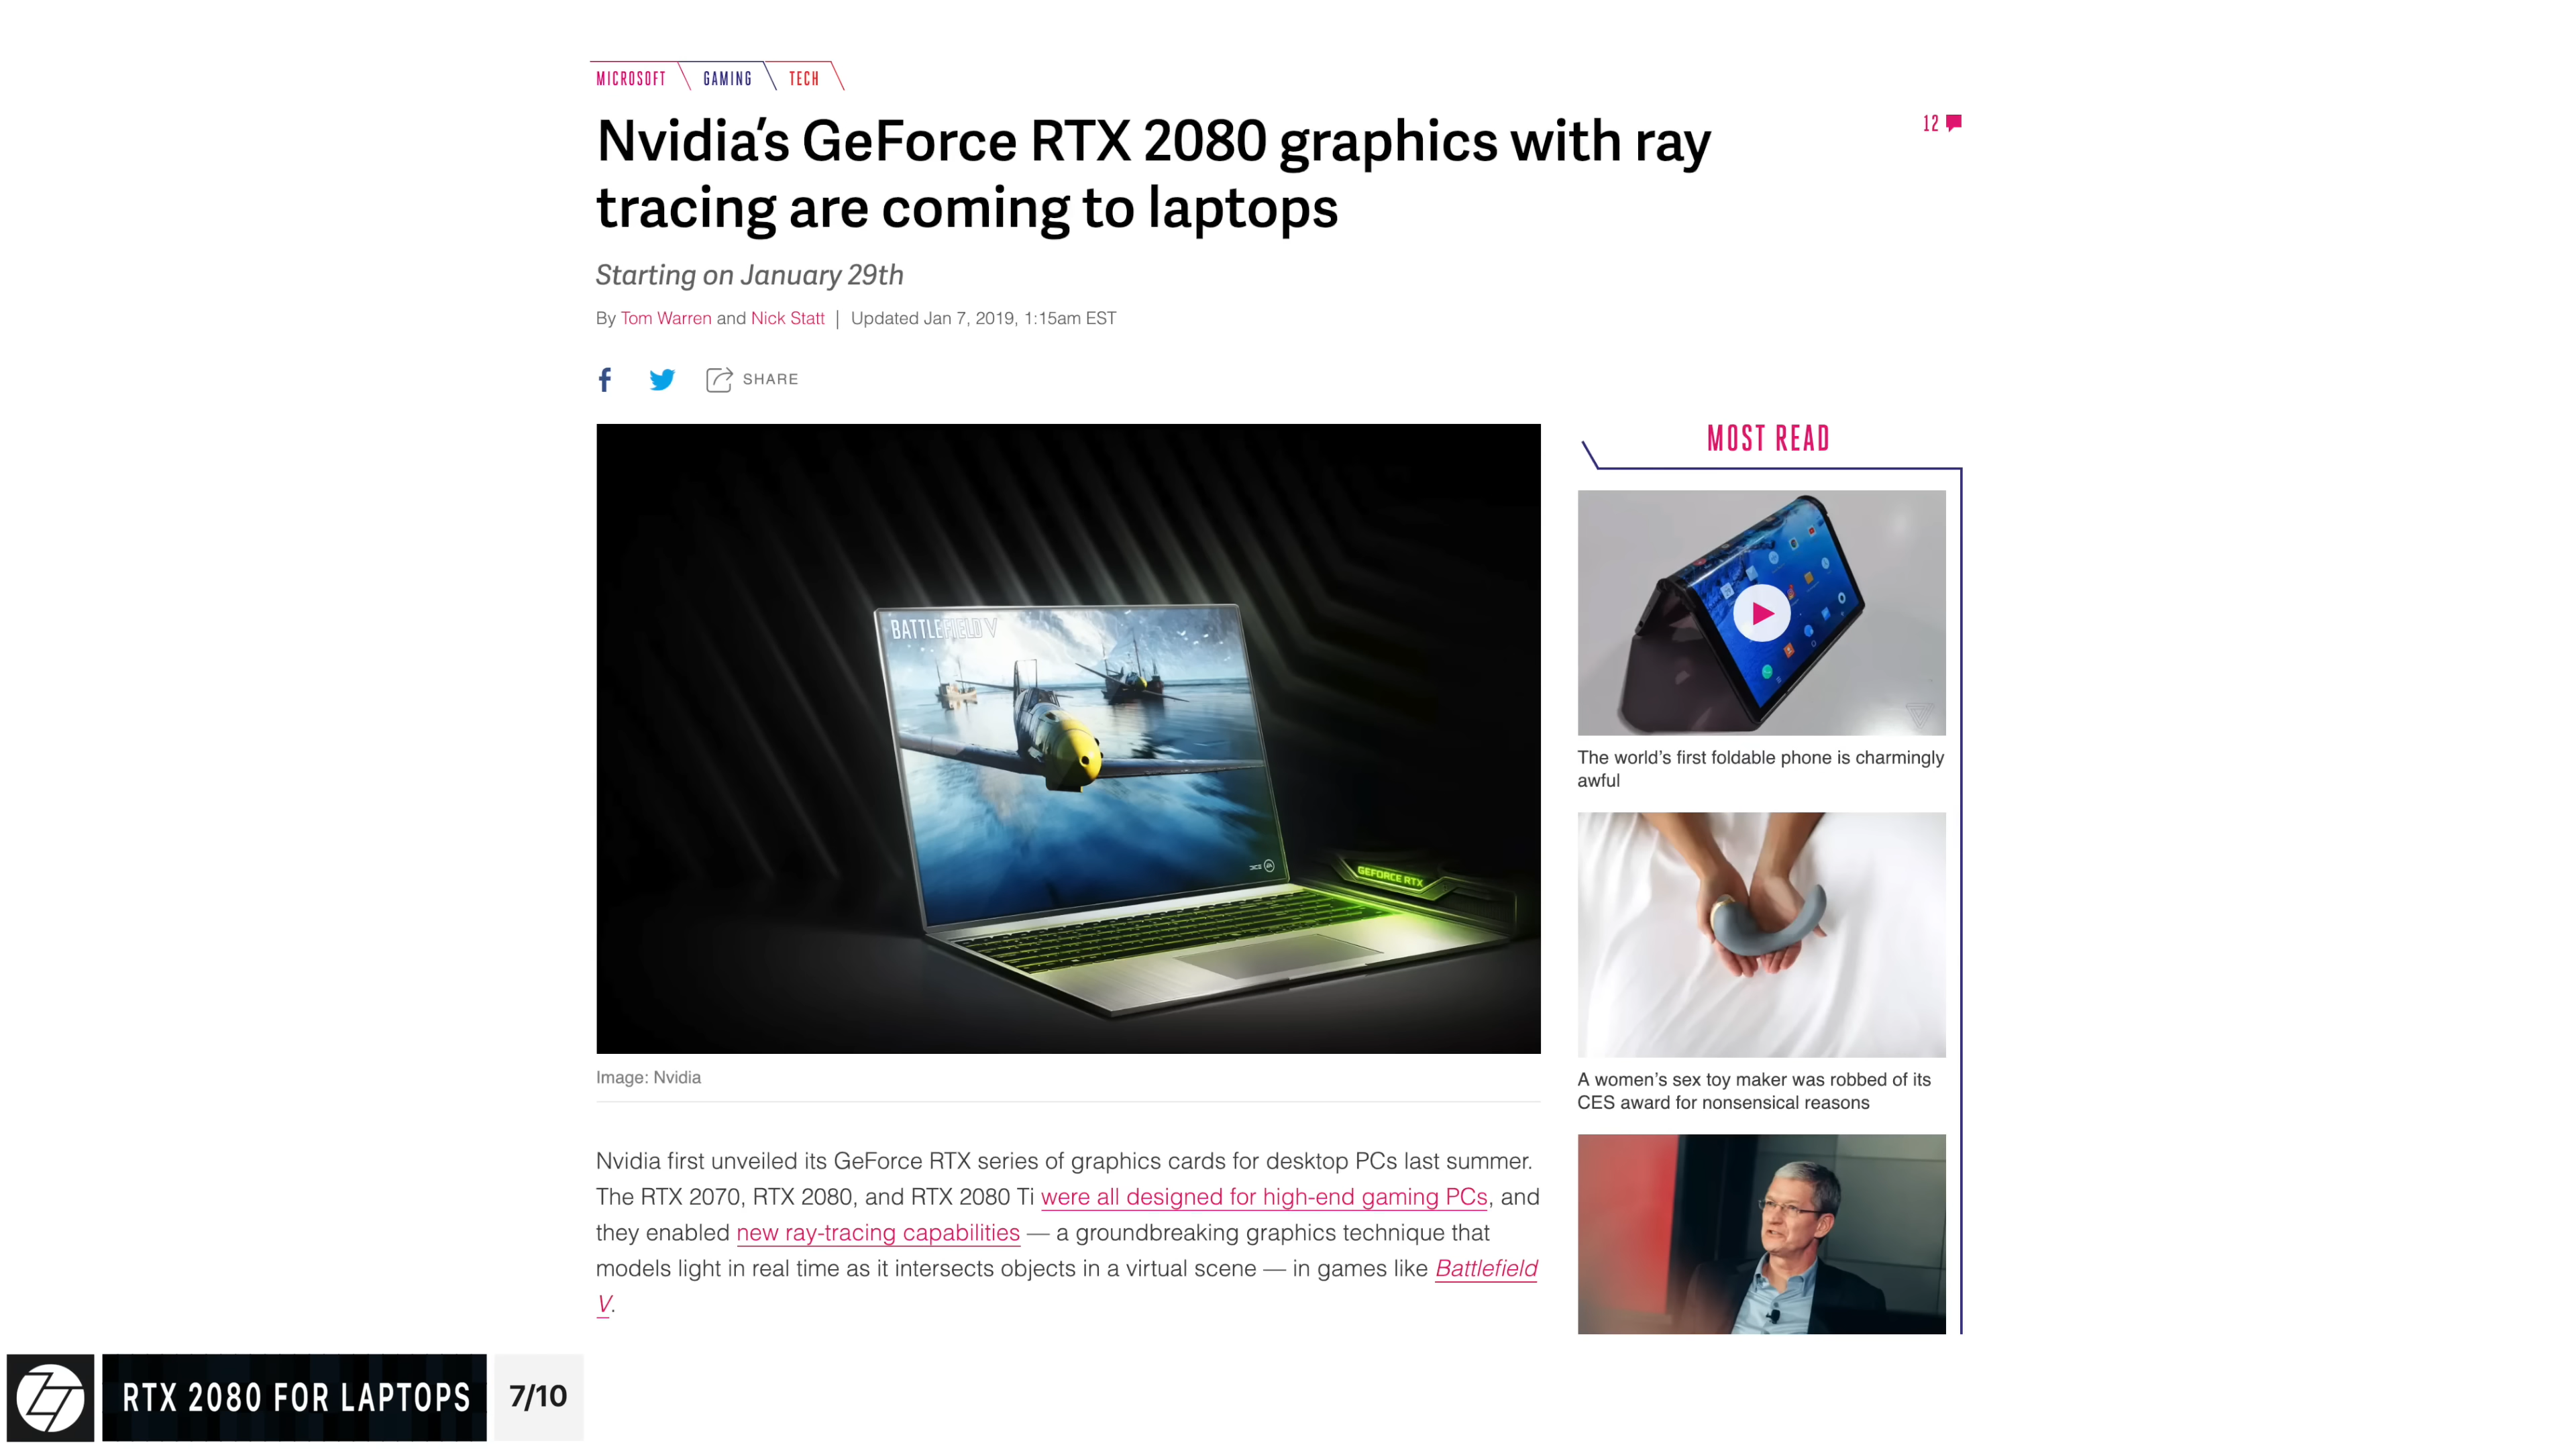 MICROSOFT
GAMING
TECH
Nvidia's GeForce RTX 2080 graphics with ray
tracing are coming to laptops
12
Starting on January 29th
By Tom Warren and Nick Statt | Updated Jan 7, 2019, 1:15am EST
SHARE
BATTLEFIELD V
GEFORCE RTX
Image: Nvidia
Nvidia first unveiled its GeForce RTX series of graphics cards for desktop PCs last summer.
The RTX 2070, RTX 2080, and RTX 2080 Ti were all designed for high-end gaming PCs, and
they enabled new ray-tracing capabilities — a groundbreaking graphics technique that
models light in real time as it intersects objects in a virtual scene — in games like Battlefield
V.
MOST READ
The world's first foldable phone is charmingly
awful
A women's sex toy maker was robbed of its
CES award for nonsensical reasons
RTX 2080 FOR LAPTOPS
7/10